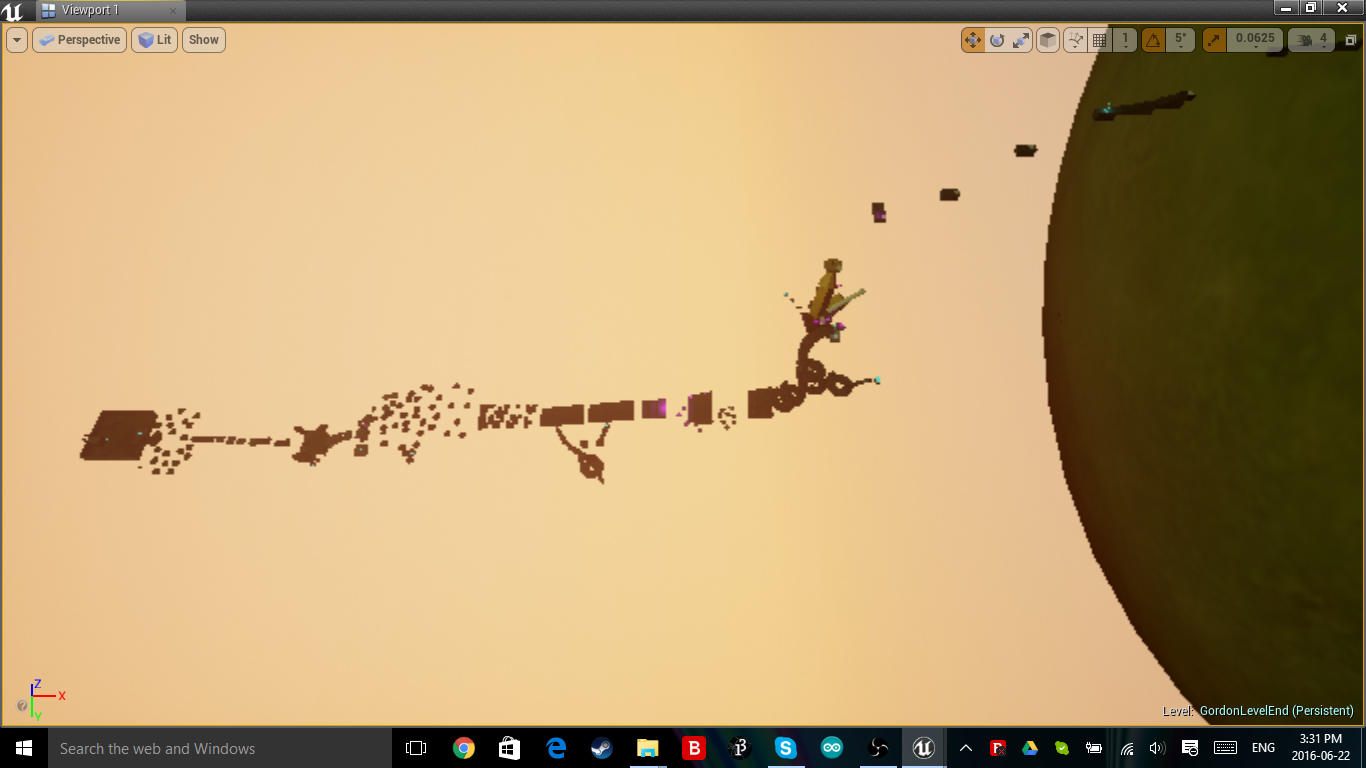 Viewport 1
Perspective
Lit
Show
1
5°
0.0625
4
Z
X
Y
Level: GordonLevelEnd (Persistent)
Search the web and Windows
ENG
3:31 PM
2016-06-22